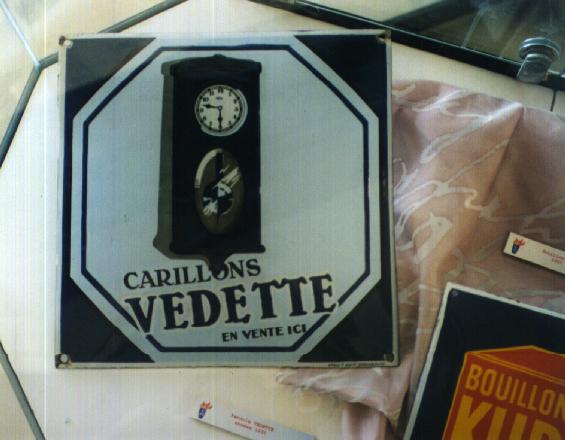 CARILLONS
VEDETTE
EN VENTE ICI
BOUILLON
KUB